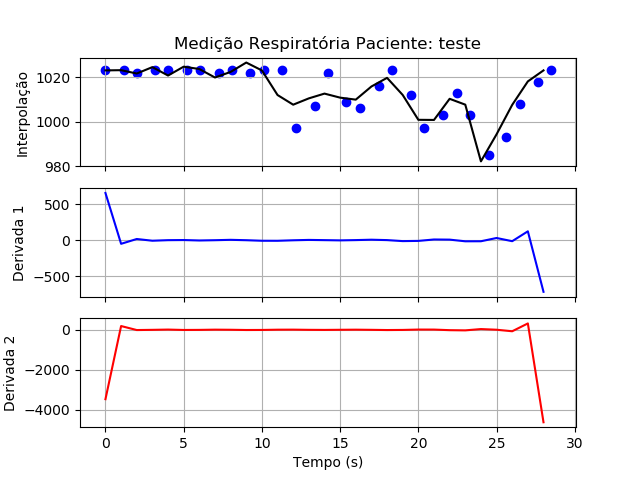 Medição Respiratória Paciente: teste
1020
1000
980
Interpolação
500
0
−500
Derivada 1
0
−2000
−4000
Derivada 2
0 5 10 15 20 25 30
Tempo (s)